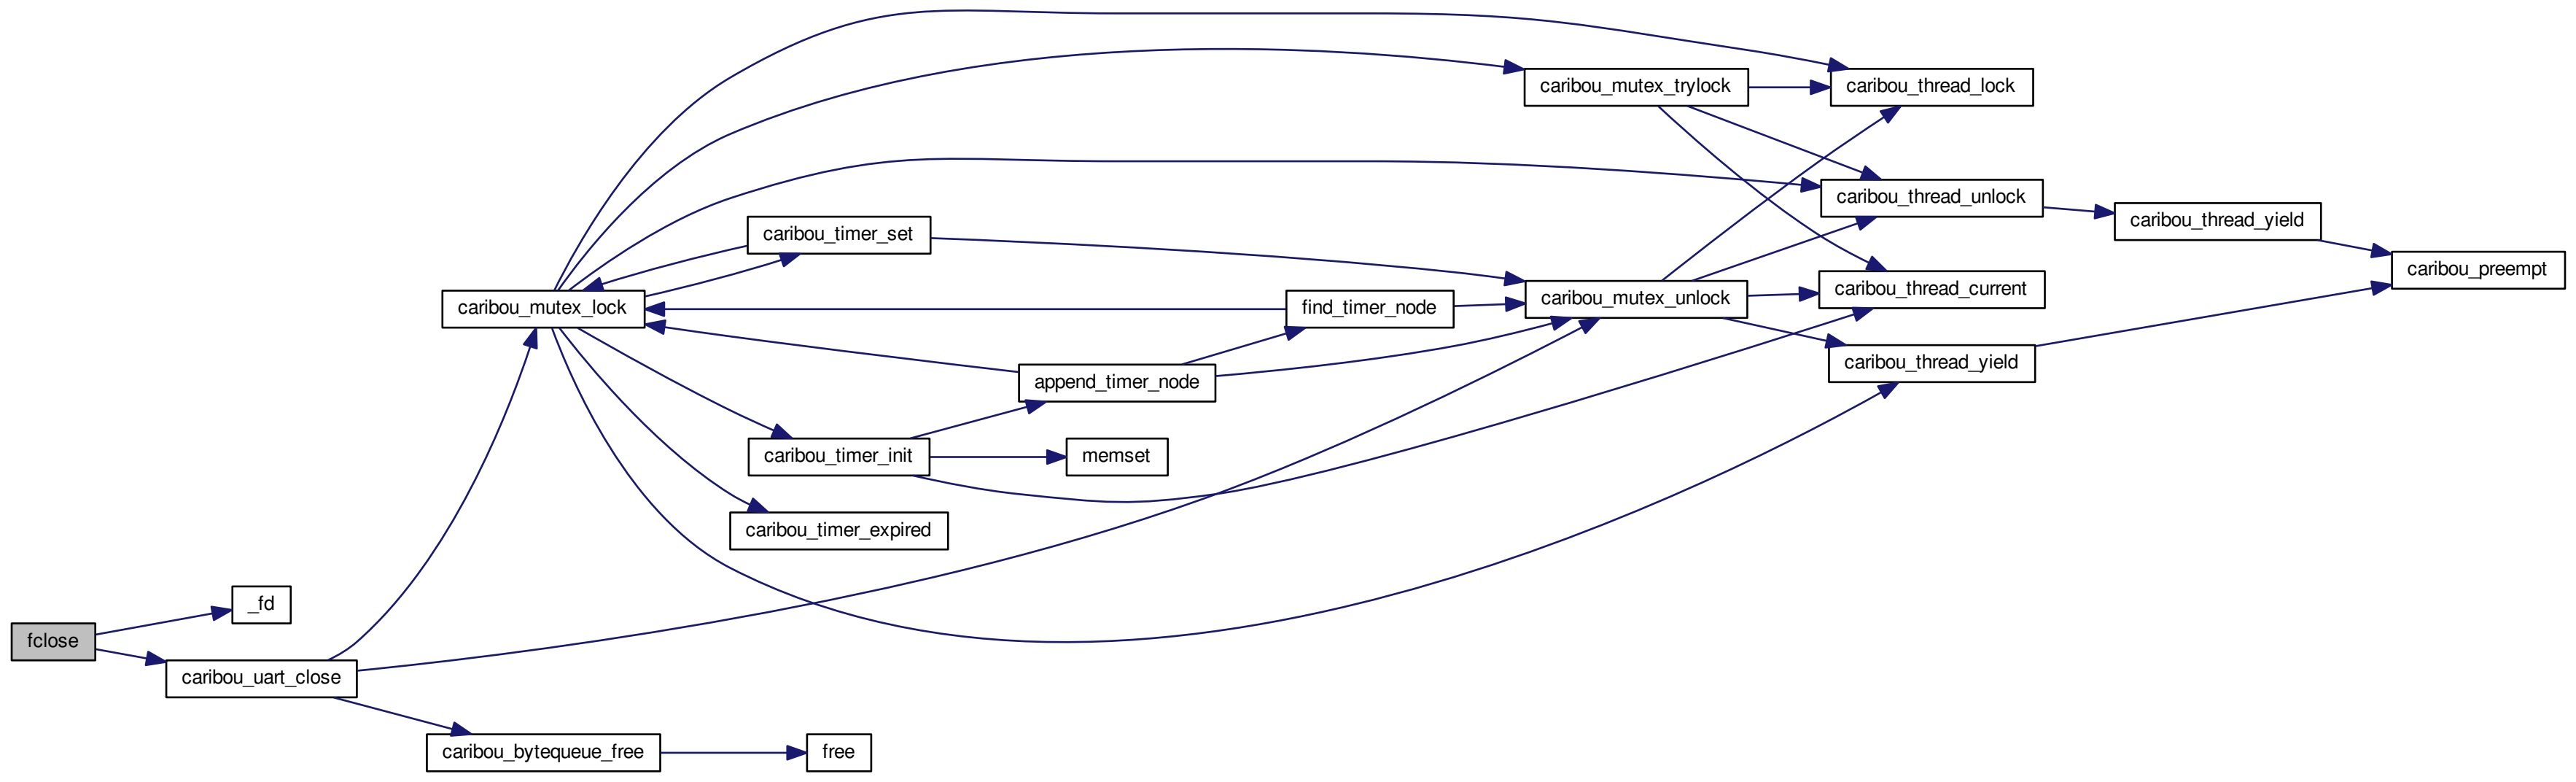 caribou_mutex_trylock
caribou_thread_lock
caribou_thread_unlock
caribou_thread_yield
caribou_timer_set
caribou_preempt
caribou_thread_current
caribou_mutex_lock
find_timer_node
caribou_mutex_unlock
caribou_thread_yield
append_timer_node
caribou_timer_init
memset
caribou_timer_expired
_fd
fclose
caribou_uart_close
caribou_bytequeue_free
free